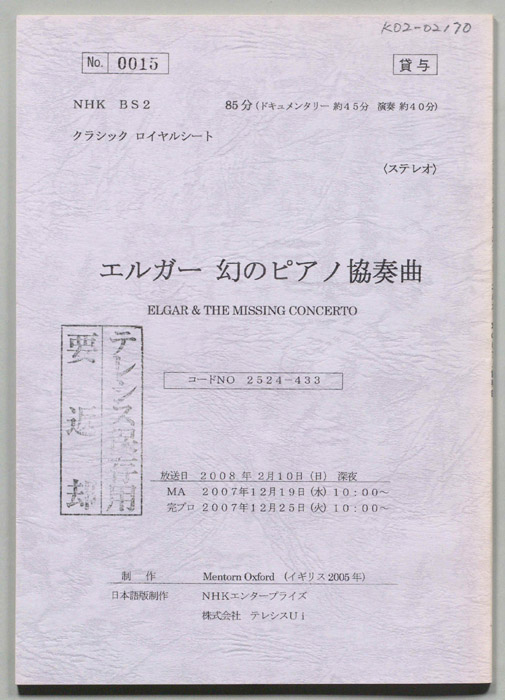 K02-02170
No. 0015
貸与
NHK BS2 85分(ドキュメンタリー 約45分 演奏 約40分)
クラシック ロイヤルシート
(ステレオ)
エルガー 幻のピアノ協奏曲
ELGAR & THE MISSING CONCERTO
テレシス保存用
要返却
コードNO 2524-433
放送日 2008年 2月10日(日) 深夜
MA 2007年12月19日(水) 10:00~
完プロ 2007年12月25日(火) 10:00~
制作 Mentorn Oxford (イギリス2005年)
日本語版制作 NHKエンタープライズ
株式会社 テレシスUi